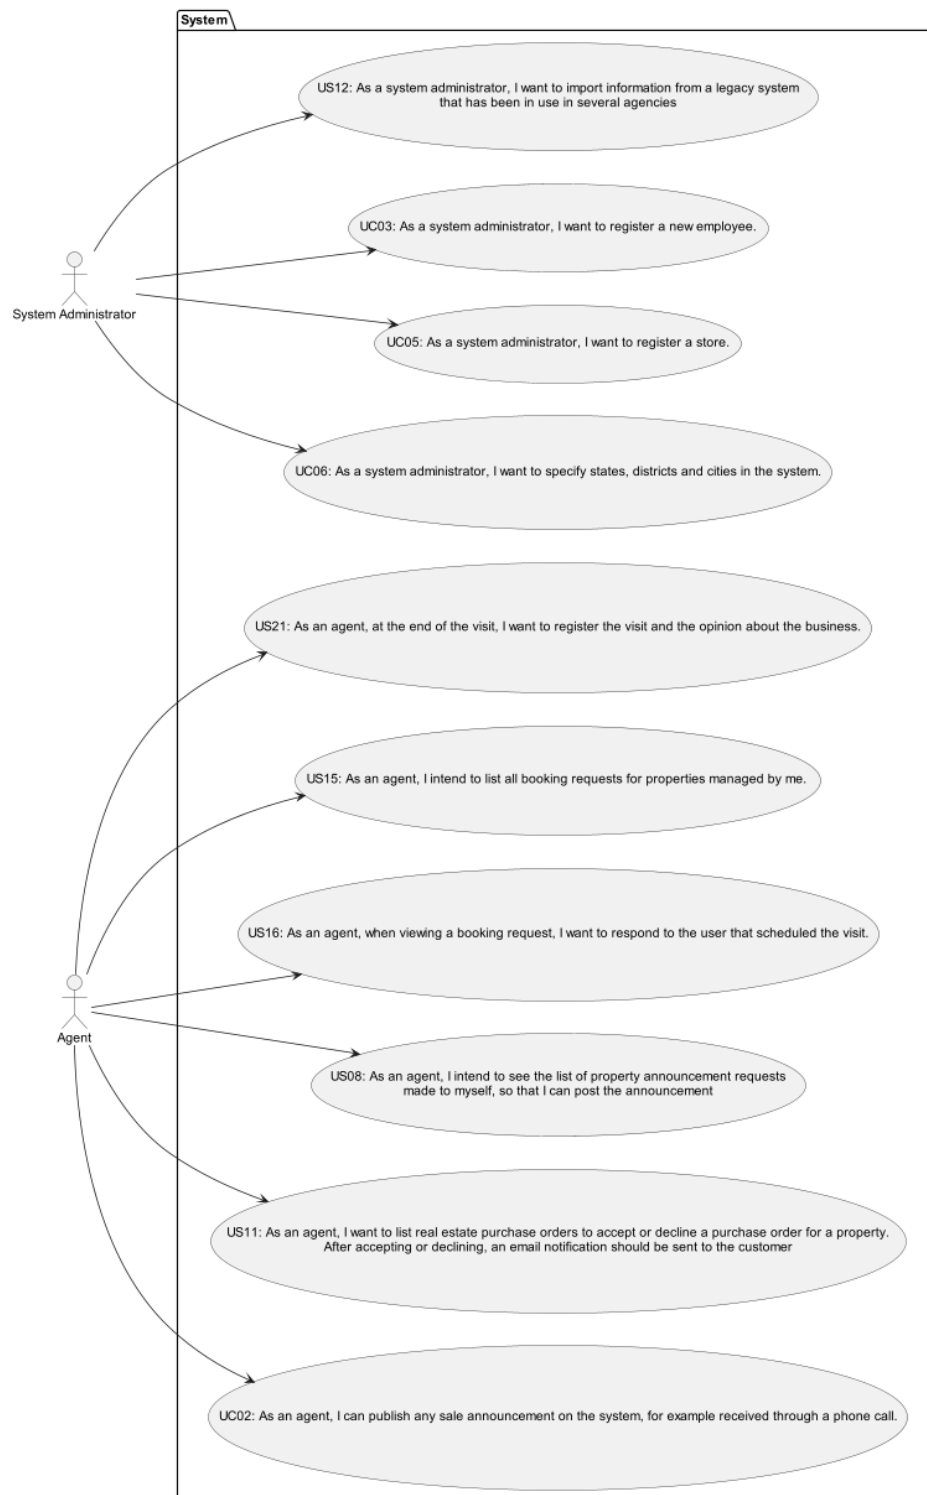 System
US12: As a system administrator, I want to import information from a legacy system
that has been in use in several agencies
UC03: As a system administrator, I want to register a new employee.
System Administrator
UC05: As a system administrator, I want to register a store.
UC06: As a system administrator, I want to specify states, districts and cities in the system.
US21: As an agent, at the end of the visit, I want to register the visit and the opinion about the business.
US15: As an agent, I intend to list all booking requests for properties managed by me.
US16: As an agent, when viewing a booking request, I want to respond to the user that scheduled the visit.
Agent
US08: As an agent, I intend to see the list of property announcement requests
made to myself, so that I can post the announcement
US11: As an agent, I want to list real estate purchase orders to accept or decline a purchase order for a property.
After accepting or declining, an email notification should be sent to the customer
UC02: As an agent, I can publish any sale announcement on the system, for example received through a phone call.